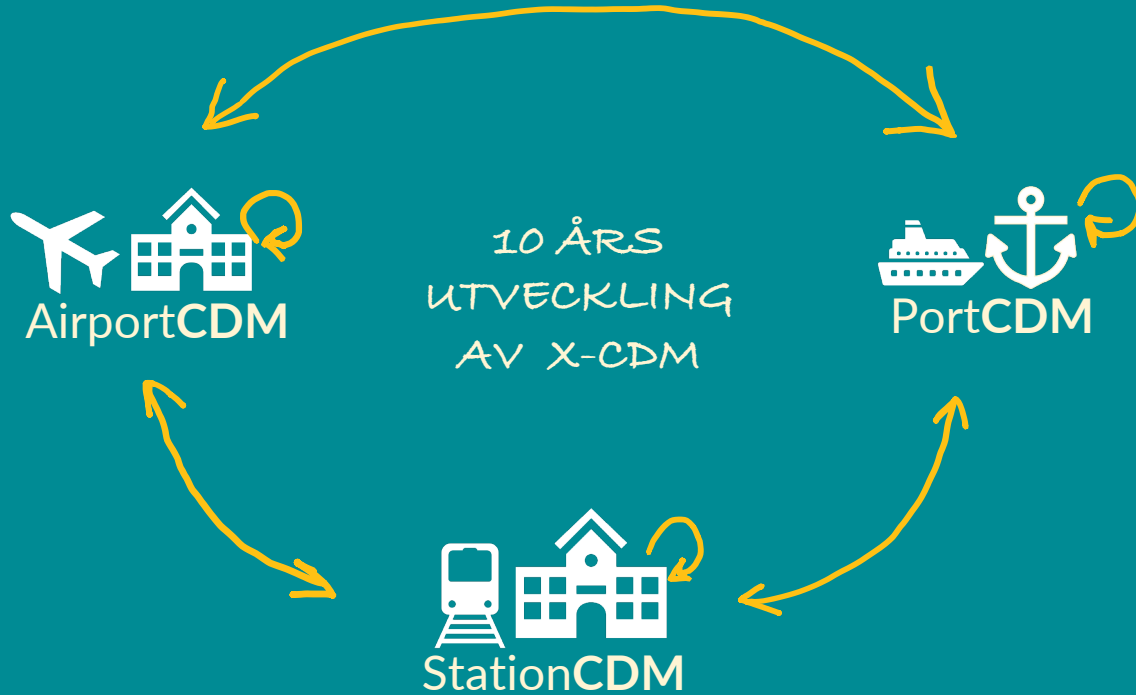 10 ÅRS
UTVECKLING
AV X-CDM
AirportCDM
PortCDM
StationCDM